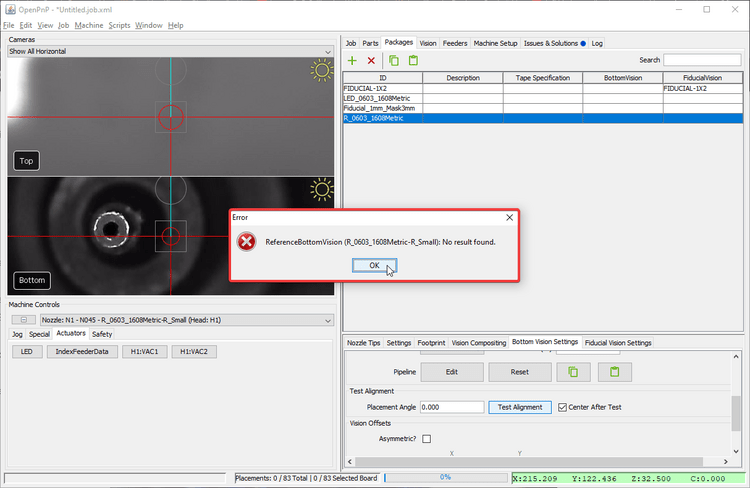 OpenPnP - *Untitled.job.xml
File Edit View Job Machine Scripts Window Help
Cameras
Show All Horizontal
Top
Bottom
Machine Controls
Nozzle: N1 - N045 - R_0603_1608Metric-R_Small (Head: H1)
Jog Special Actuators Safety
LED IndexFeederData H1:VAC1 H1:VAC2
Job Parts Packages Vision Feeders Machine Setup Issues & Solutions Log
Search
ID Description Tape Specification BottomVision FiducialVision
FIDUCIAL-1X2 FIDUCIAL-1X2
LED_0603_1608Metric
Fiducial_1mm_Mask3mm
R_0603_1608Metric
Error
ReferenceBottomVision (R_0603_1608Metric-R_Small): No result found.
OK
Nozzle Tips Settings Footprint Vision Compositing Bottom Vision Settings Fiducial Vision Settings
Pipeline Edit Reset
Test Alignment
Placement Angle 0.000 Test Alignment Center After Test
Vision Offsets
Asymmetric?
X Y
Placements: 0 / 83 Total | 0 / 83 Selected Board 0% X:215.209 Y:122.436 Z:32.500 C:0.000